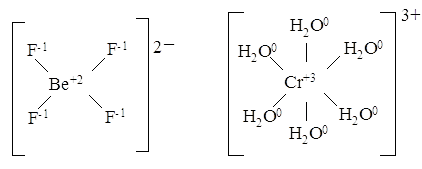 F⁻¹ F⁻¹ 2−
Be⁺²
F⁻¹ F⁻¹
3+
H₂O⁰
H₂O⁰ H₂O⁰
Cr⁺³
H₂O⁰ H₂O⁰
H₂O⁰